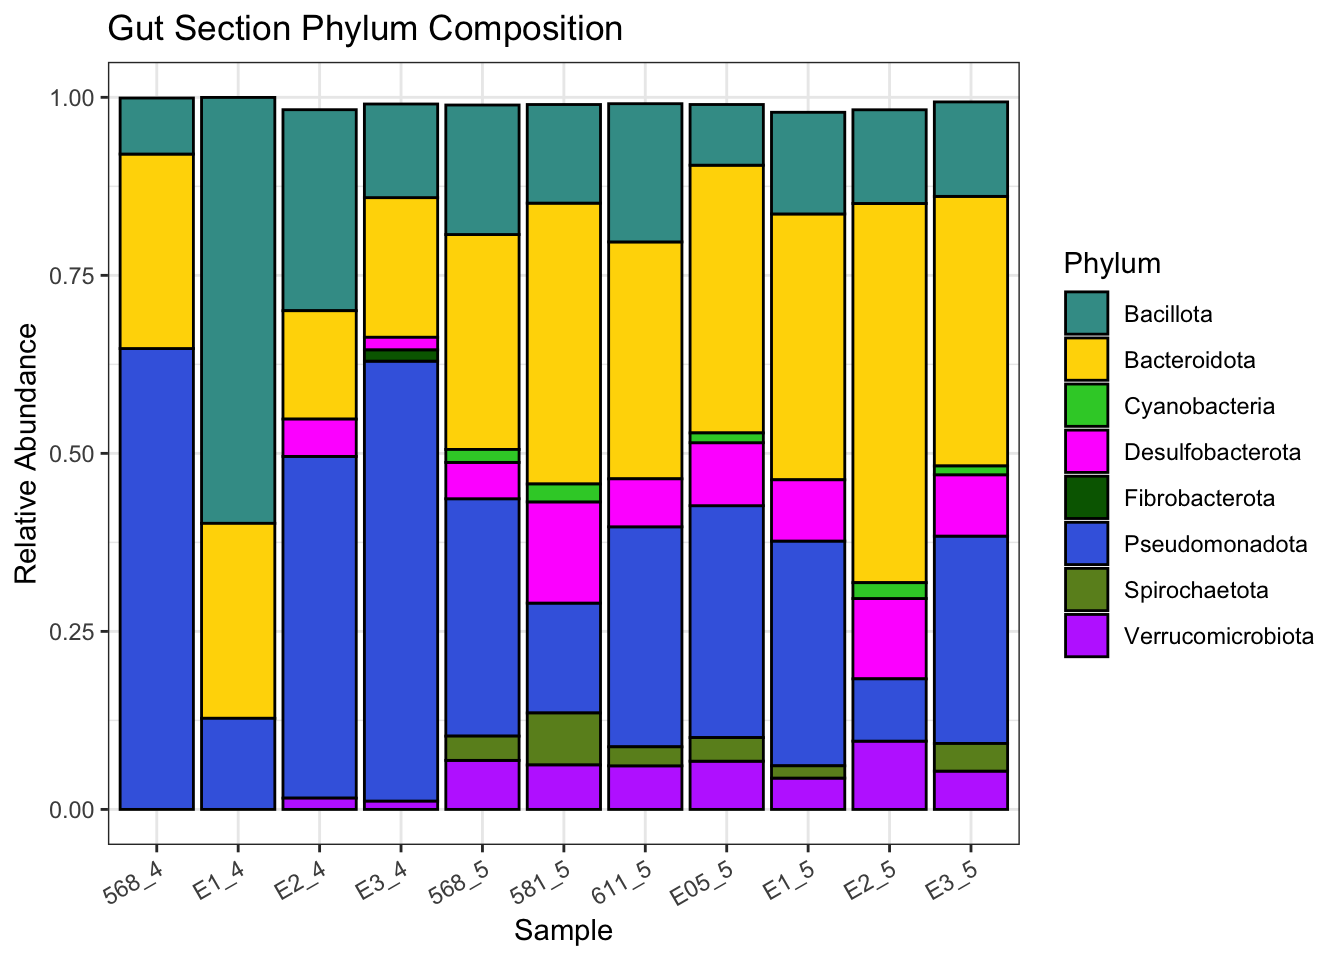 Gut Section Phylum Composition
Relative Abundance
1.00
0.75
0.50
0.25
0.00
568_4
E1_4
E2_4
E3_4
568_5
581_5
611_5
E05_5
E1_5
E2_5
E3_5
Sample
Phylum
Bacillota
Bacteroidota
Cyanobacteria
Desulfobacterota
Fibrobacterota
Pseudomonadota
Spirochaetota
Verrucomicrobiota